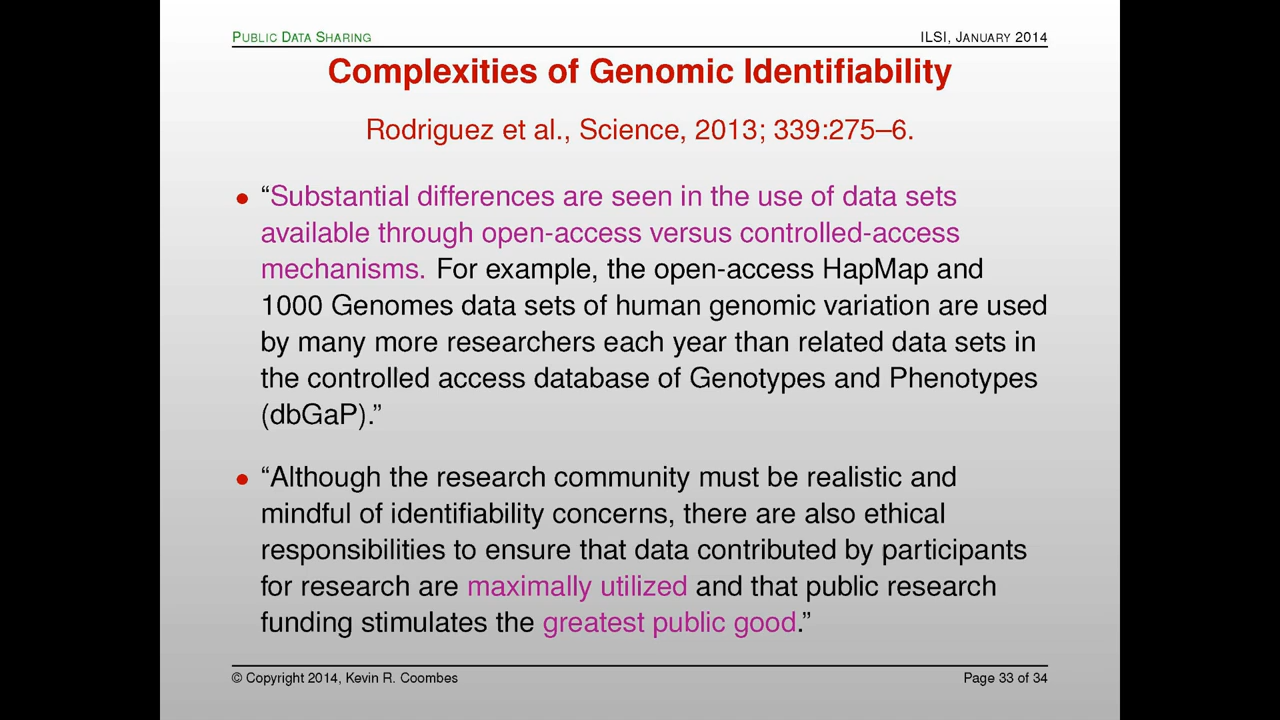 PUBLIC DATA SHARING
ILSI, JANUARY 2014
Complexities of Genomic Identifiability
Rodriguez et al., Science, 2013; 339:275–6.
• “Substantial differences are seen in the use of data sets
available through open-access versus controlled-access
mechanisms. For example, the open-access HapMap and
1000 Genomes data sets of human genomic variation are used
by many more researchers each year than related data sets in
the controlled access database of Genotypes and Phenotypes
(dbGaP).”
• “Although the research community must be realistic and
mindful of identifiability concerns, there are also ethical
responsibilities to ensure that data contributed by participants
for research are maximally utilized and that public research
funding stimulates the greatest public good.”
© Copyright 2014, Kevin R. Coombes
Page 33 of 34